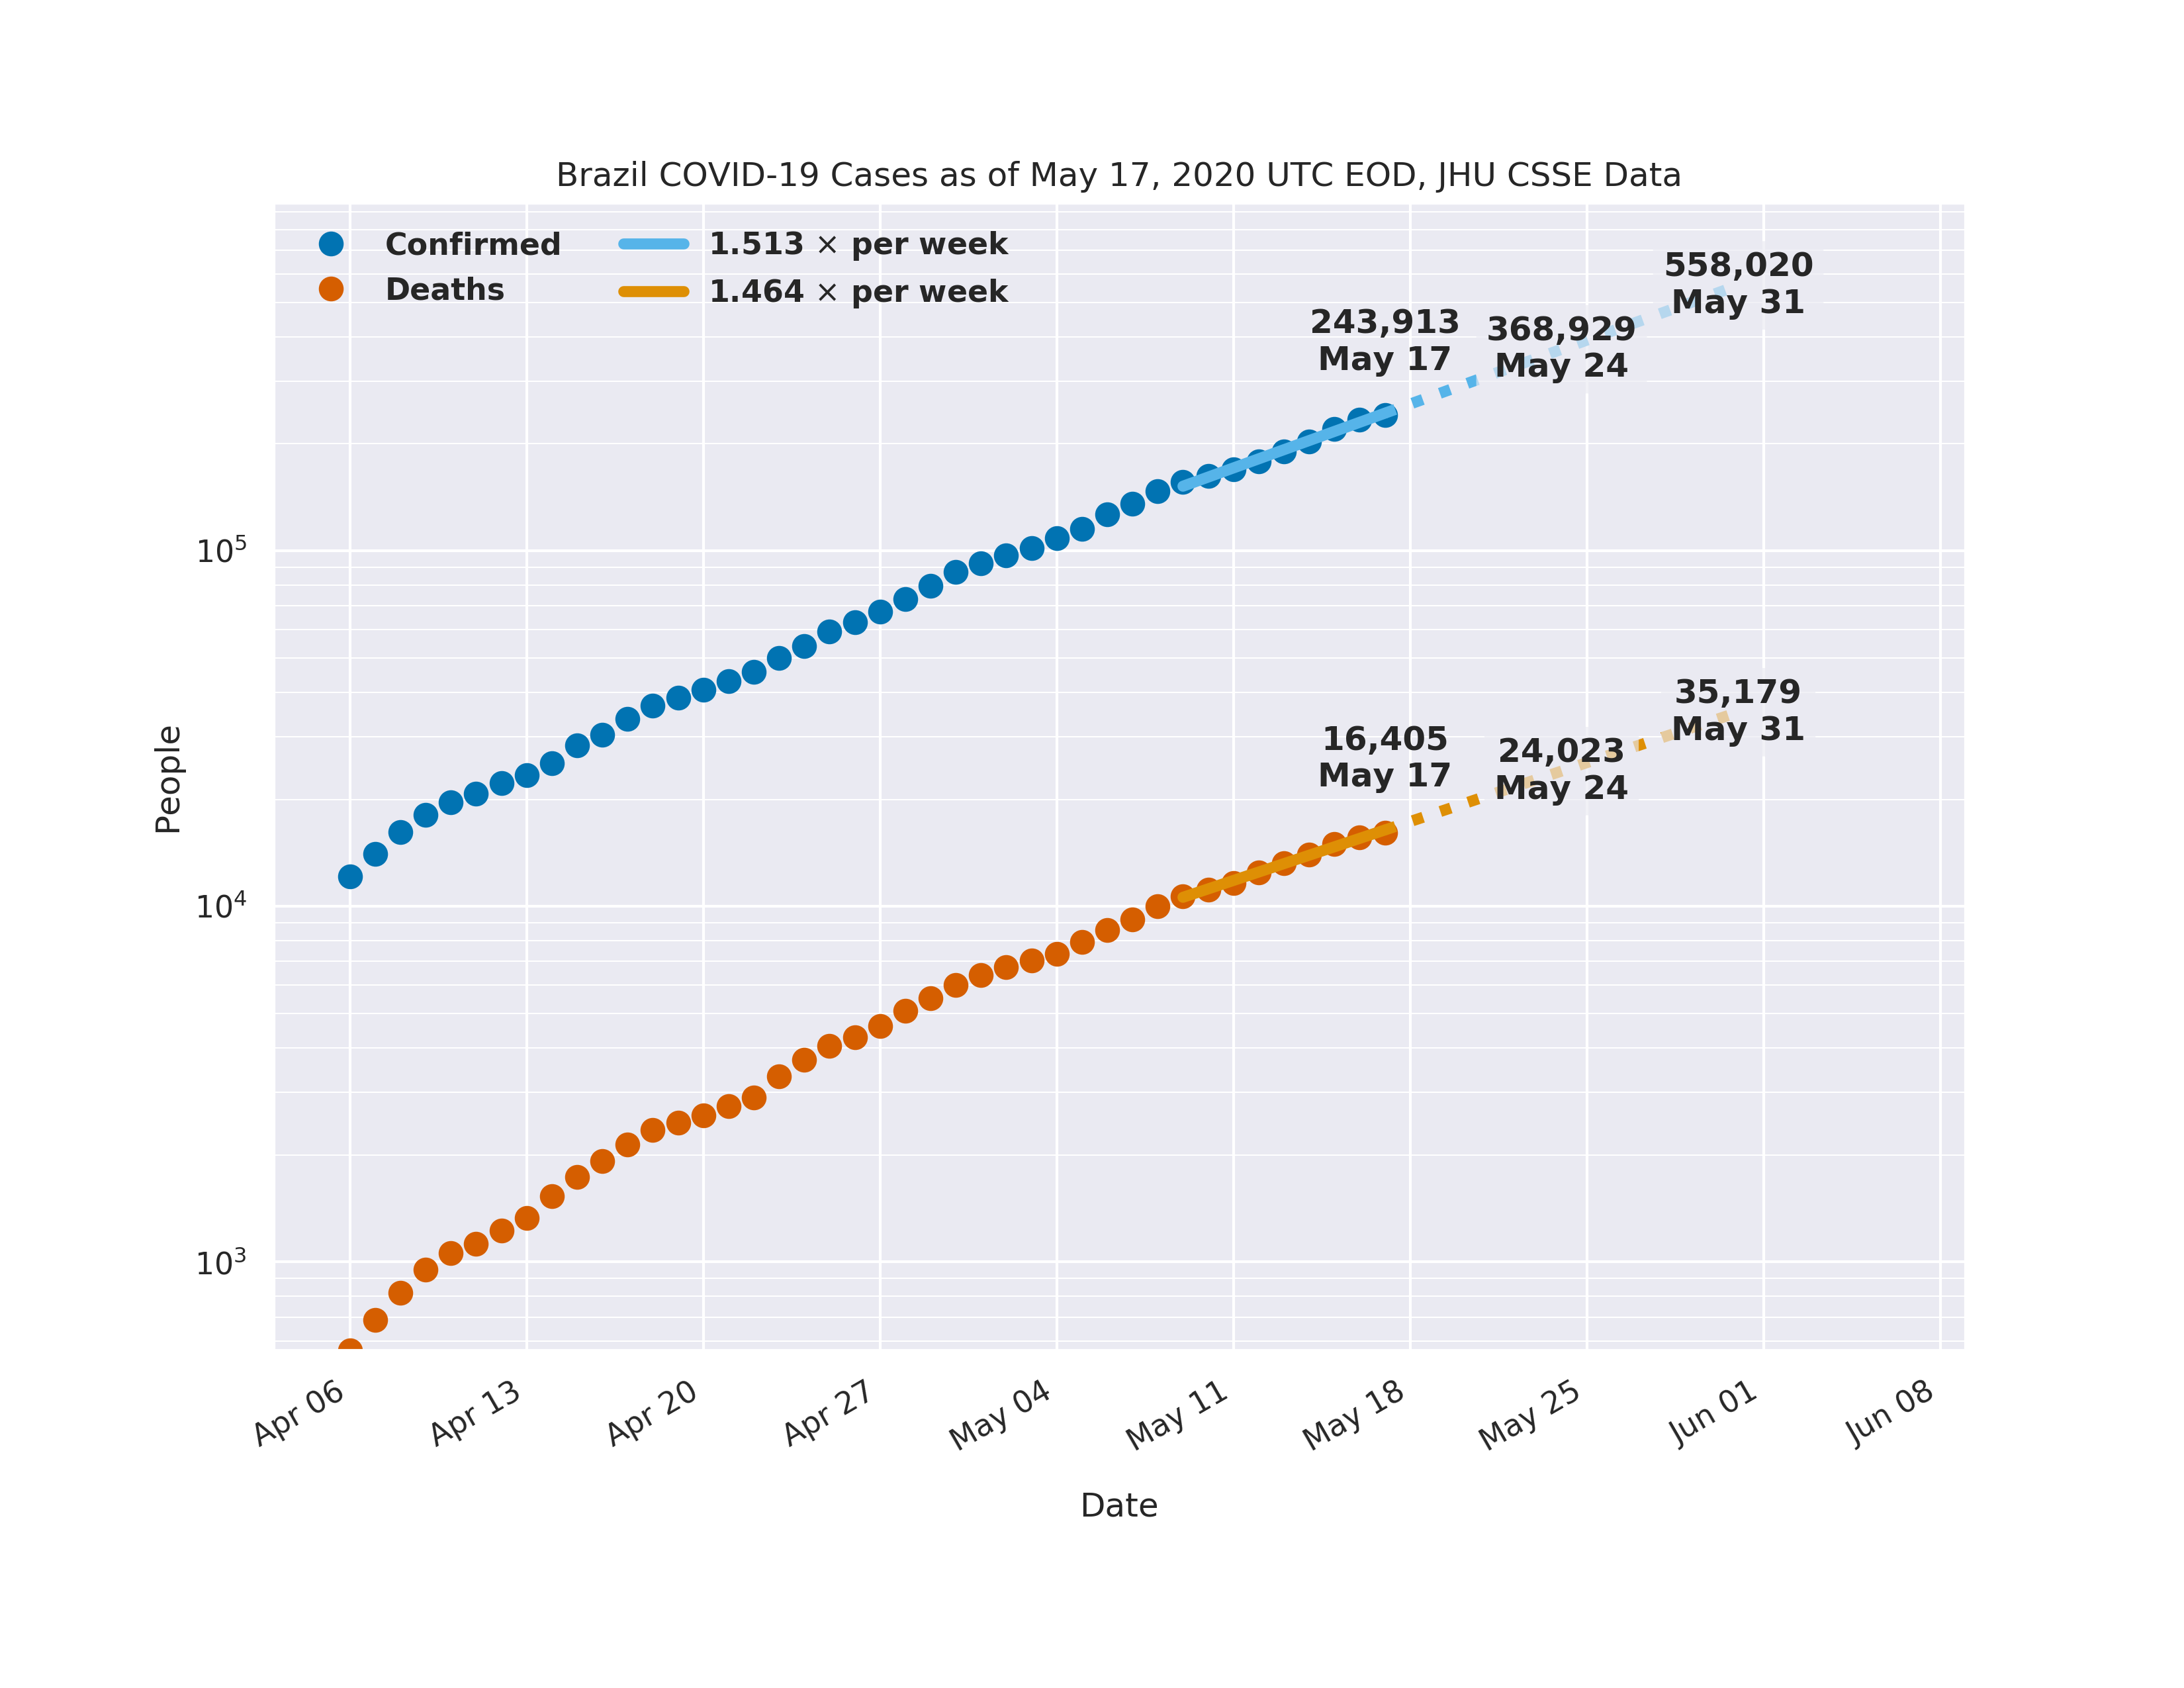 Brazil COVID-19 Cases as of May 17, 2020 UTC EOD, JHU CSSE Data
Confirmed
Deaths
1.513 × per week
1.464 × per week
558,020
May 31
243,913
May 17
368,929
May 24
35,179
May 31
16,405
May 17
24,023
May 24
People
10⁵
10⁴
10³
Apr 06
Apr 13
Apr 20
Apr 27
May 04
May 11
May 18
May 25
Jun 01
Jun 08
Date